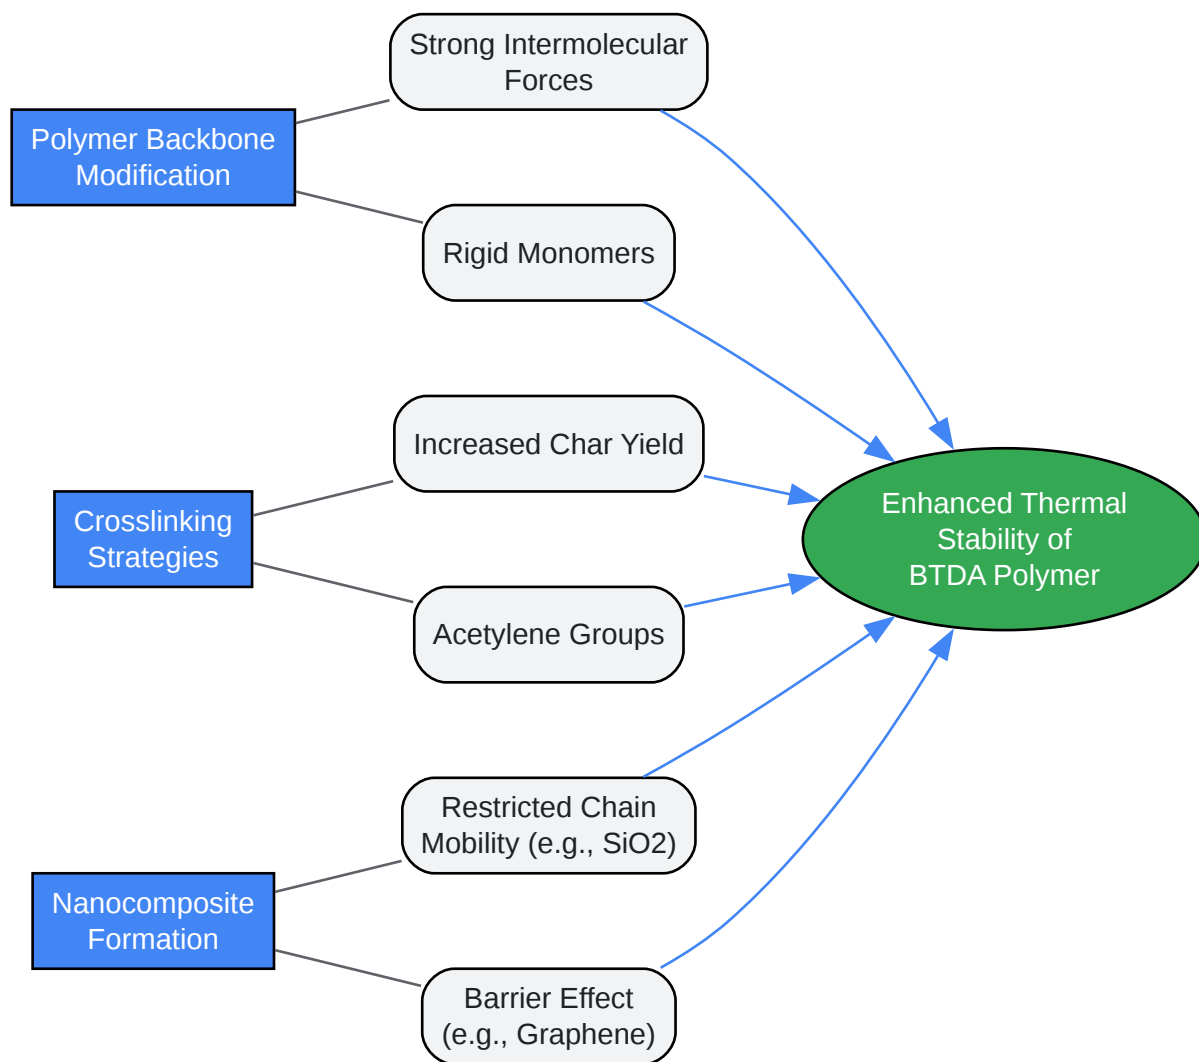 Strong Intermolecular
Forces
Polymer Backbone
Modification
Rigid Monomers
Increased Char Yield
Crosslinking
Strategies
Enhanced Thermal
Stability of
BTDA Polymer
Acetylene Groups
Restricted Chain
Mobility (e.g., SiO2)
Nanocomposite
Formation
Barrier Effect
(e.g., Graphene)